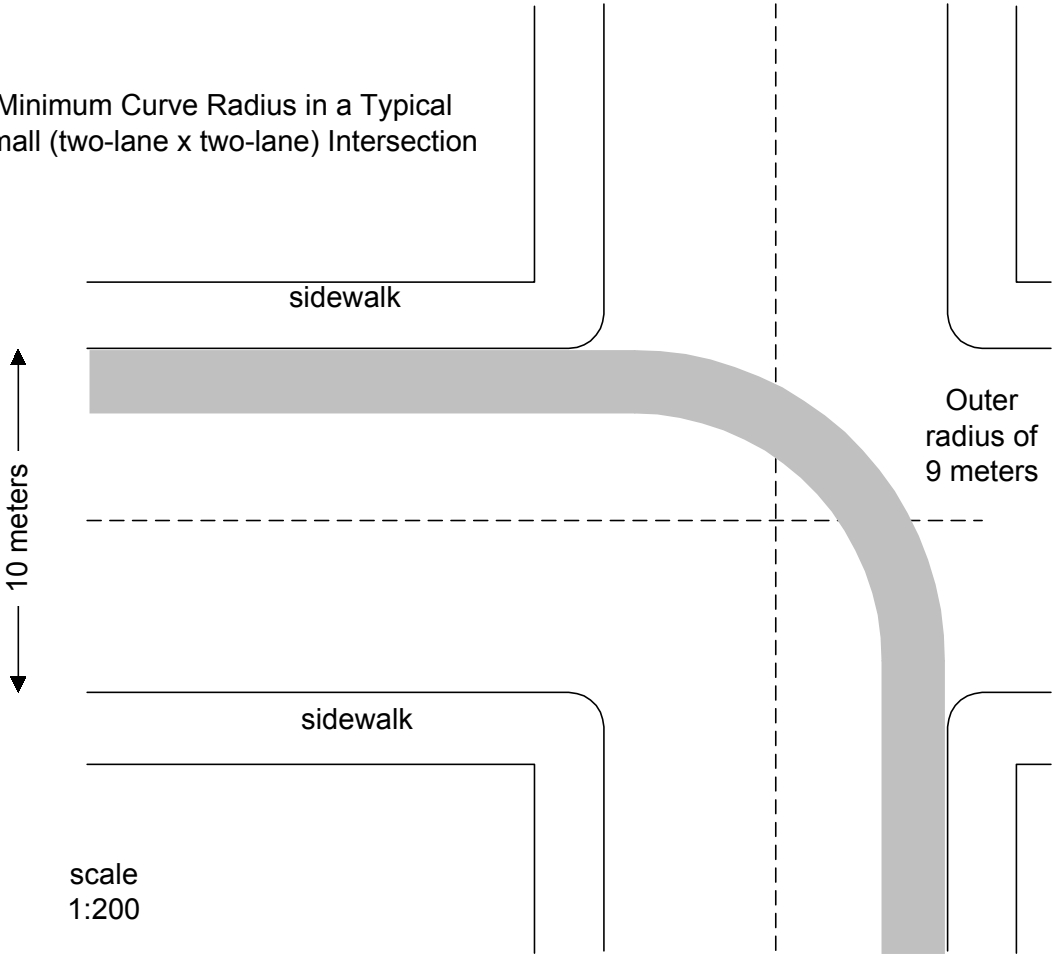 Minimum Curve Radius in a Typical
mall (two-lane x two-lane) Intersection
sidewalk
10 meters
Outer
radius of
9 meters
sidewalk
scale
1:200